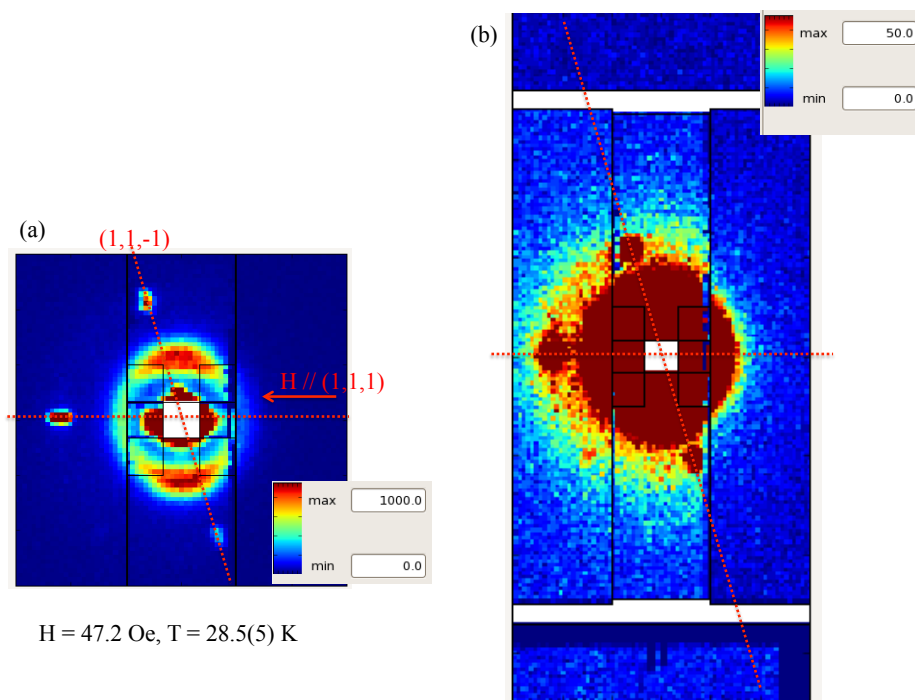 (a)
(1,1,-1)
H // (1,1,1)
max 1000.0
min 0.0
H = 47.2 Oe, T = 28.5(5) K
(b)
max 50.0
min 0.0